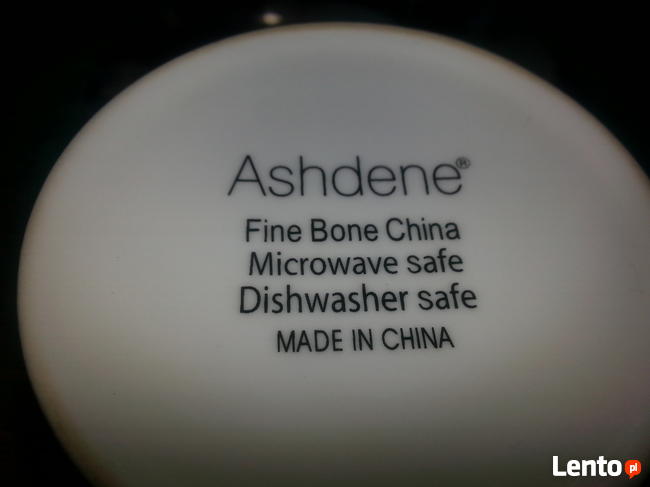 Ashdene®
Fine Bone China
Microwave safe
Dishwasher safe
MADE IN CHINA
Lento pl